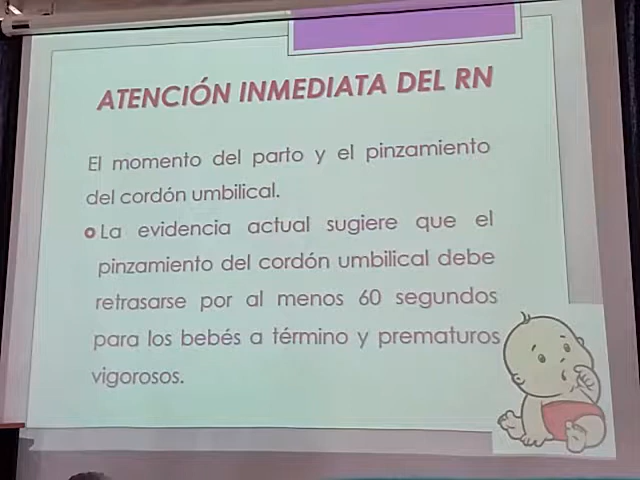 ATENCIÓN INMEDIATA DEL RN
El momento del parto y el pinzamiento
del cordón umbilical.
La evidencia actual sugiere que el
pinzamiento del cordón umbilical debe
retrasarse por al menos 60 segundos
para los bebés a término y prematuros
vigorosos.